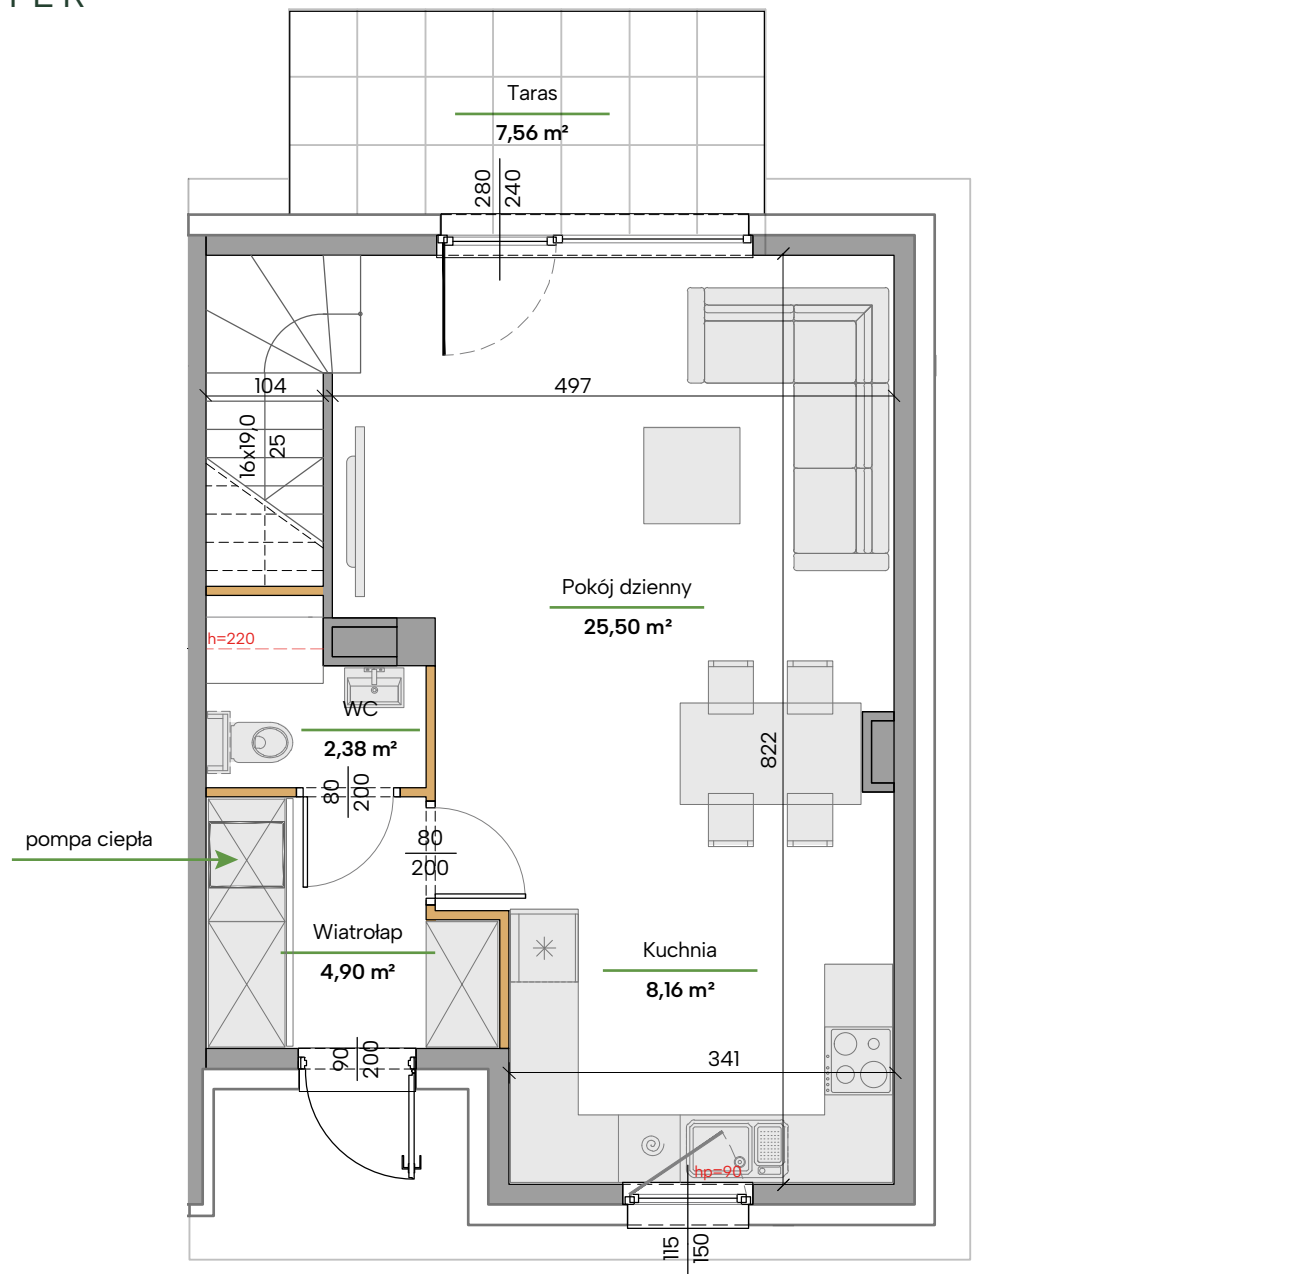 Taras
7,56 m²
280
240
104
497
16x19,0
25
Pokój dzienny
25,50 m²
h=220
WC
2,38 m²
80
200
822
pompa ciepła
80
200
Wiatrołap
4,90 m²
Kuchnia
8,16 m²
90
200
341
hp=90
115
150